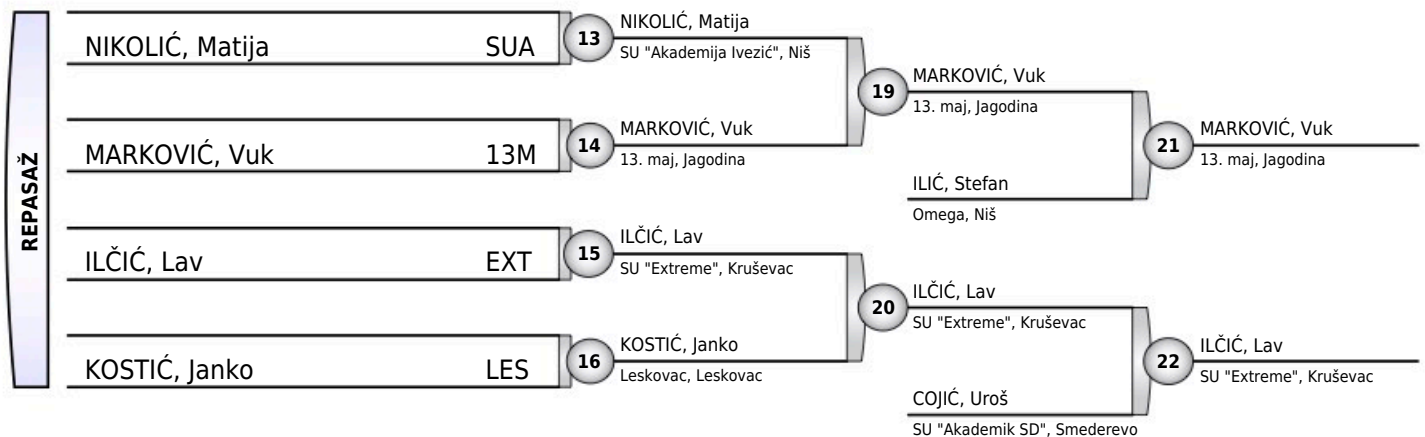 REPASAŽ
NIKOLIĆ, Matija SUA
MARKOVIĆ, Vuk 13M
ILČIĆ, Lav EXT
KOSTIĆ, Janko LES
13
NIKOLIĆ, Matija
SU "Akademija Ivezić", Niš
14
MARKOVIĆ, Vuk
13. maj, Jagodina
15
ILČIĆ, Lav
SU "Extreme", Kruševac
16
KOSTIĆ, Janko
Leskovac, Leskovac
19
MARKOVIĆ, Vuk
13. maj, Jagodina
ILIĆ, Stefan
Omega, Niš
20
ILČIĆ, Lav
SU "Extreme", Kruševac
COJIĆ, Uroš
SU "Akademik SD", Smederevo
21
MARKOVIĆ, Vuk
13. maj, Jagodina
22
ILČIĆ, Lav
SU "Extreme", Kruševac